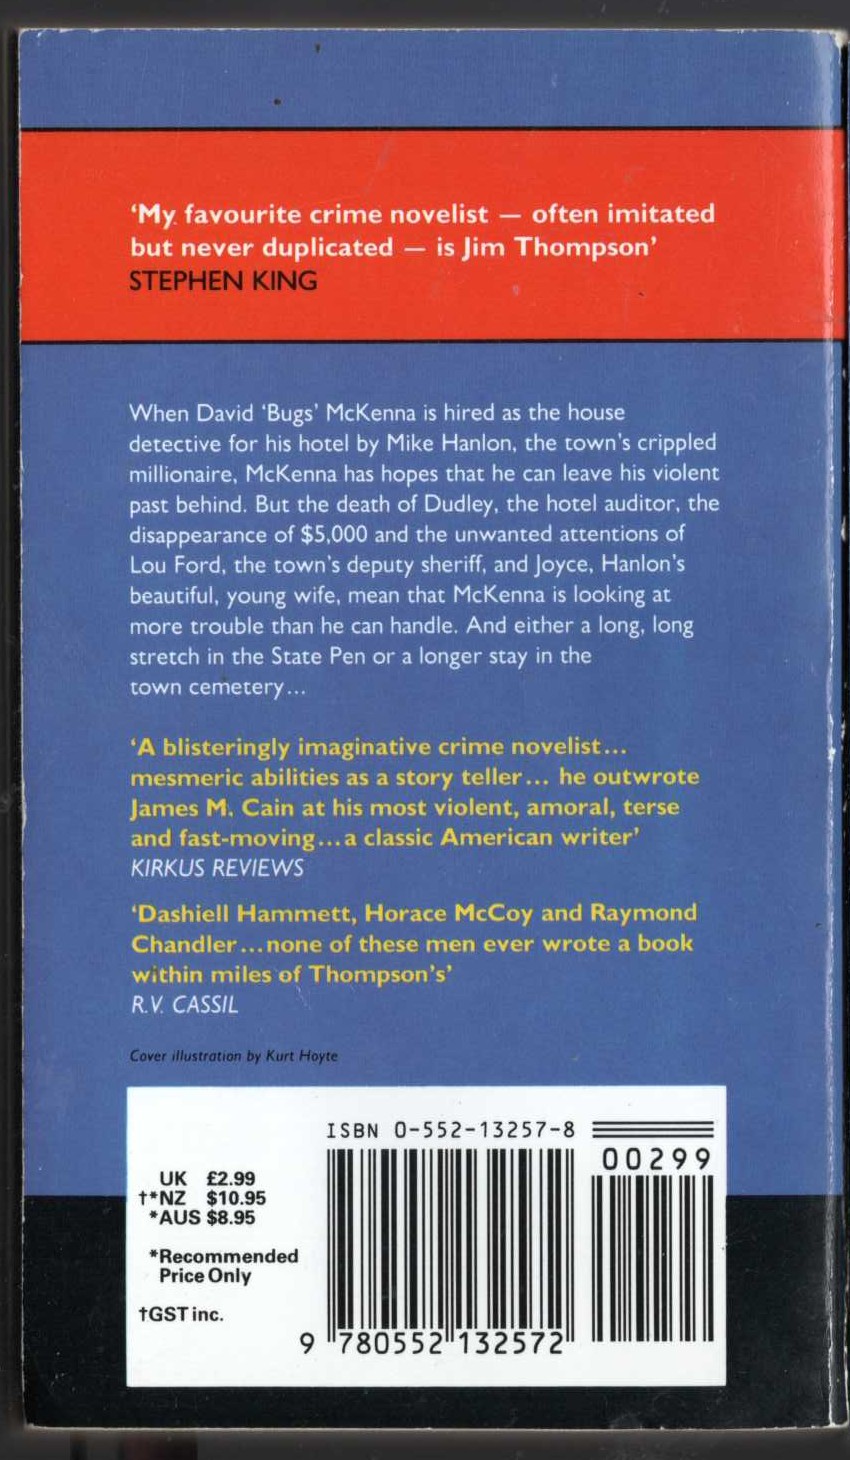 ‘My favourite crime novelist — often imitated
but never duplicated — is Jim Thompson’
STEPHEN KING
When David ‘Bugs’ McKenna is hired as the house
detective for his hotel by Mike Hanlon, the town’s crippled
millionaire, McKenna has hopes that he can leave his violent
past behind. But the death of Dudley, the hotel auditor, the
disappearance of $5,000 and the unwanted attentions of
Lou Ford, the town’s deputy sheriff, and Joyce, Hanlon’s
beautiful, young wife, mean that McKenna is looking at
more trouble than he can handle. And either a long, long
stretch in the State Pen or a longer stay in the
town cemetery...
‘A blisteringly imaginative crime novelist...
mesmeric abilities as a story teller... he outwrote
James M. Cain at his most violent, amoral, terse
and fast-moving...a classic American writer’
KIRKUS REVIEWS
‘Dashiell Hammett, Horace McCoy and Raymond
Chandler...none of these men ever wrote a book
within miles of Thompson’s’
R.V. CASSIL
Cover illustration by Kurt Hoyte
ISBN 0-552-13257-8
00299
UK £2.99
†*NZ $10.95
*AUS $8.95
*Recommended
Price Only
†GST inc.
9 780552 132572